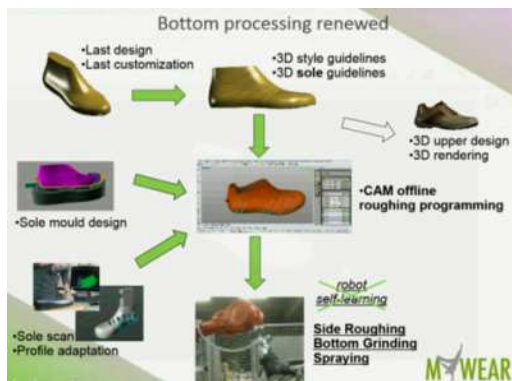 Bottom processing renewed
•Last design
•Last customization
•3D style guidelines
•3D sole guidelines
•3D upper design
•3D rendering
•CAM offline
roughing programming
•Sole mould design
robot
self-learning
•Sole scan
•Profile adaptation
Side Roughing
Bottom Grinding
Spraying
MYWEAR